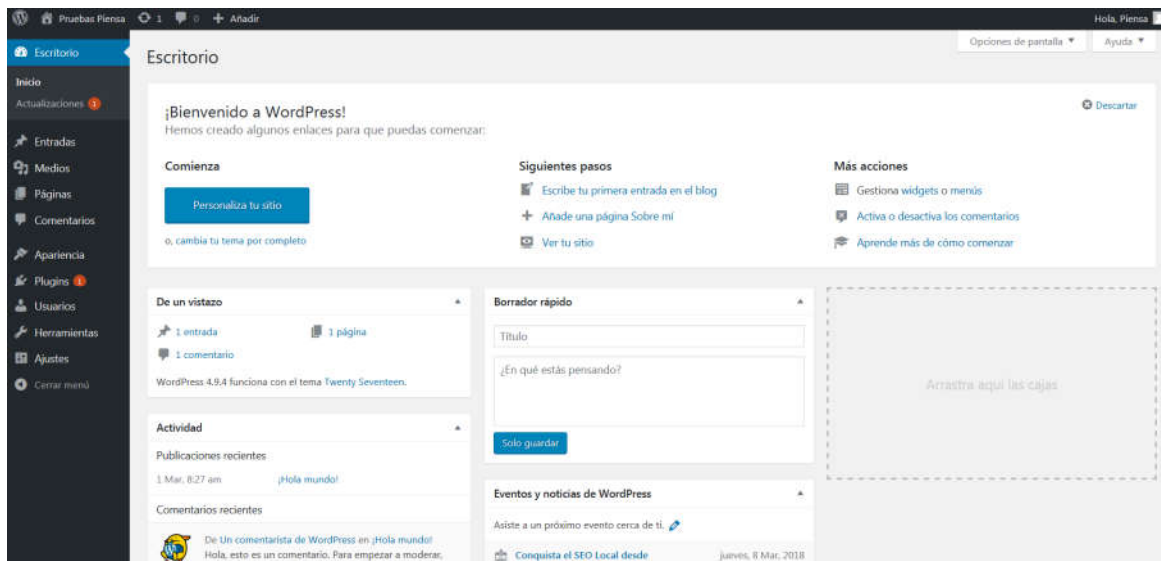 Pruebas Piensa 1 0 + Añadir Hola, Piensa
Escritorio
Inicio
Actualizaciones 1
Entradas
Medios
Páginas
Comentarios
Apariencia
Plugins 1
Usuarios
Herramientas
Ajustes
Cerrar menú
Opciones de pantalla Ayuda
Escritorio
¡Bienvenido a WordPress!
Descartar
Hemos creado algunos enlaces para que puedas comenzar:
Comienza
Personaliza tu sitio
o, cambia tu tema por completo
Siguientes pasos
Escribe tu primera entrada en el blog
Añade una página Sobre mí
Ver tu sitio
Más acciones
Gestiona widgets o menús
Activa o desactiva los comentarios
Aprende más de cómo comenzar
De un vistazo
1 entrada 1 página
1 comentario
WordPress 4.9.4 funciona con el tema Twenty Seventeen.
Actividad
Publicaciones recientes
1 Mar, 8:27 am ¡Hola mundo!
Comentarios recientes
De Un comentarista de WordPress en ¡Hola mundo!
Hola, esto es un comentario. Para empezar a moderar,
Borrador rápido
Título
¿En qué estás pensando?
Solo guardar
Eventos y noticias de WordPress
Asiste a un próximo evento cerca de ti.
Conquista el SEO Local desde jueves, 8 Mar, 2018
Arrastra aquí las cajas